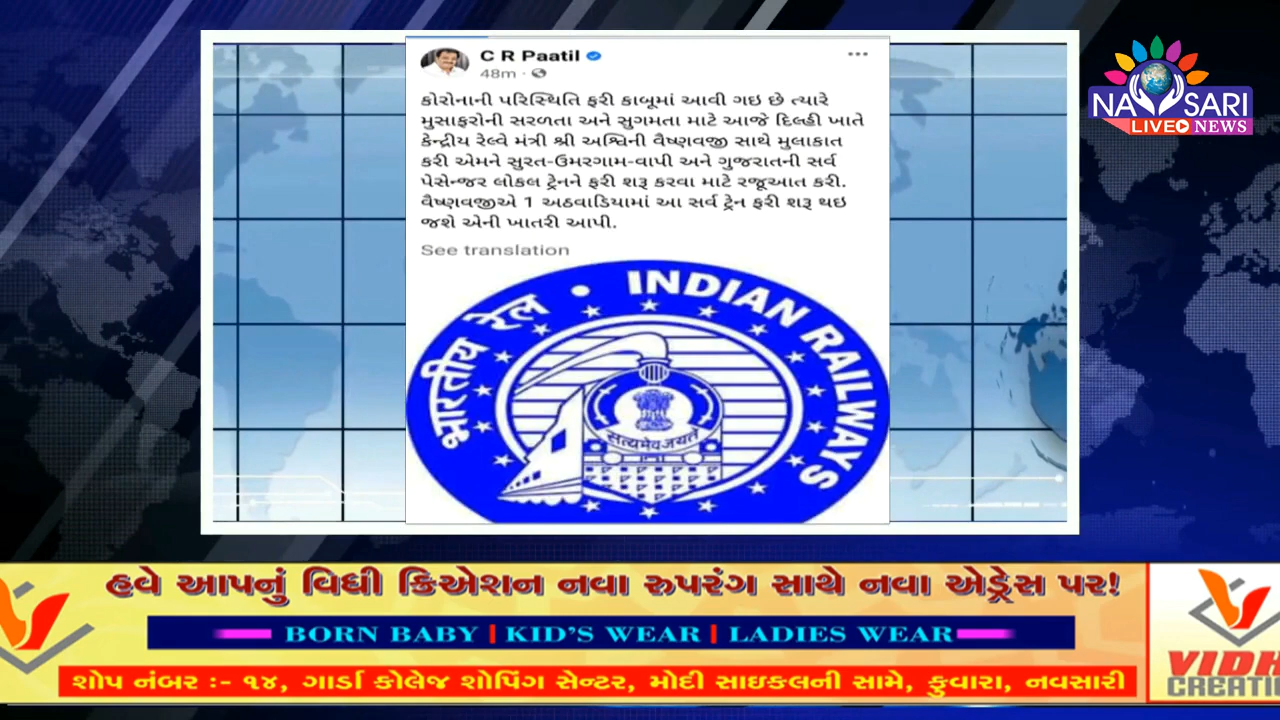 C R Paatil
48m
કોરોનાની પરિસ્થિતિ ફરી કાબૂમાં આવી ગઇ છે ત્યારે
મુસાફરોની સરળતા અને સુગમતા માટે આજે દિલ્હી ખાતે
કેન્દ્રીય રેલ્વે મંત્રી શ્રી અશ્વિની વૈષ્ણવજી સાથે મુલાકાત
કરી એમને સુરત-ઉમરગામ-વાપી અને ગુજરાતની સર્વ
પેસેન્જર લોકલ ટ્રેનને ફરી શરૂ કરવા માટે રજૂઆત કરી.
વૈષ્ણવજીએ 1 અઠવાડિયામાં આ સર્વ ટ્રેન ફરી શરૂ થઇ
જશે એની ખાતરી આપી.
See translation
NAVSARI
LIVE NEWS
भारतीय रेल • INDIAN RAILWAYS
सत्यमेव जयते
હવે આપનું વિધી ક્રિએશન નવા રુપરંગ સાથે નવા એડ્રેસ પર!
BORN BABY | KID'S WEAR | LADIES WEAR
શોપ નંબર :- ૧૪, ગાર્ડા કોલેજ શોપિંગ સેન્ટર, મોદી સાઇકલની સામે, ફુવારા, નવસારી